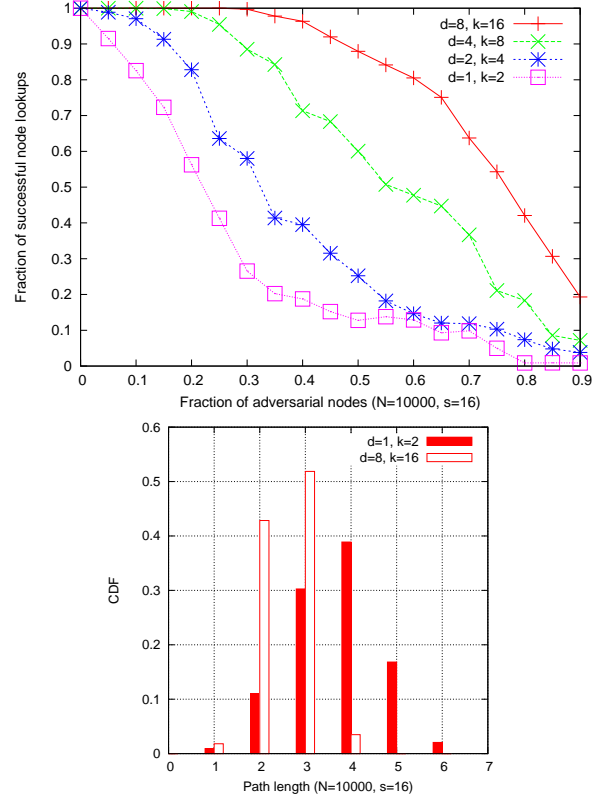 1
0.9
0.8
0.7
0.6
0.5
0.4
0.3
0.2
0.1
0
Fraction of successful node lookups
d=8, k=16
d=4, k=8
d=2, k=4
d=1, k=2
0 0.1 0.2 0.3 0.4 0.5 0.6 0.7 0.8 0.9
Fraction of adversarial nodes (N=10000, s=16)
0.6
0.5
0.4
0.3
0.2
0.1
0
CDF
d=1, k=2
d=8, k=16
0 1 2 3 4 5 6 7
Path length (N=10000, s=16)